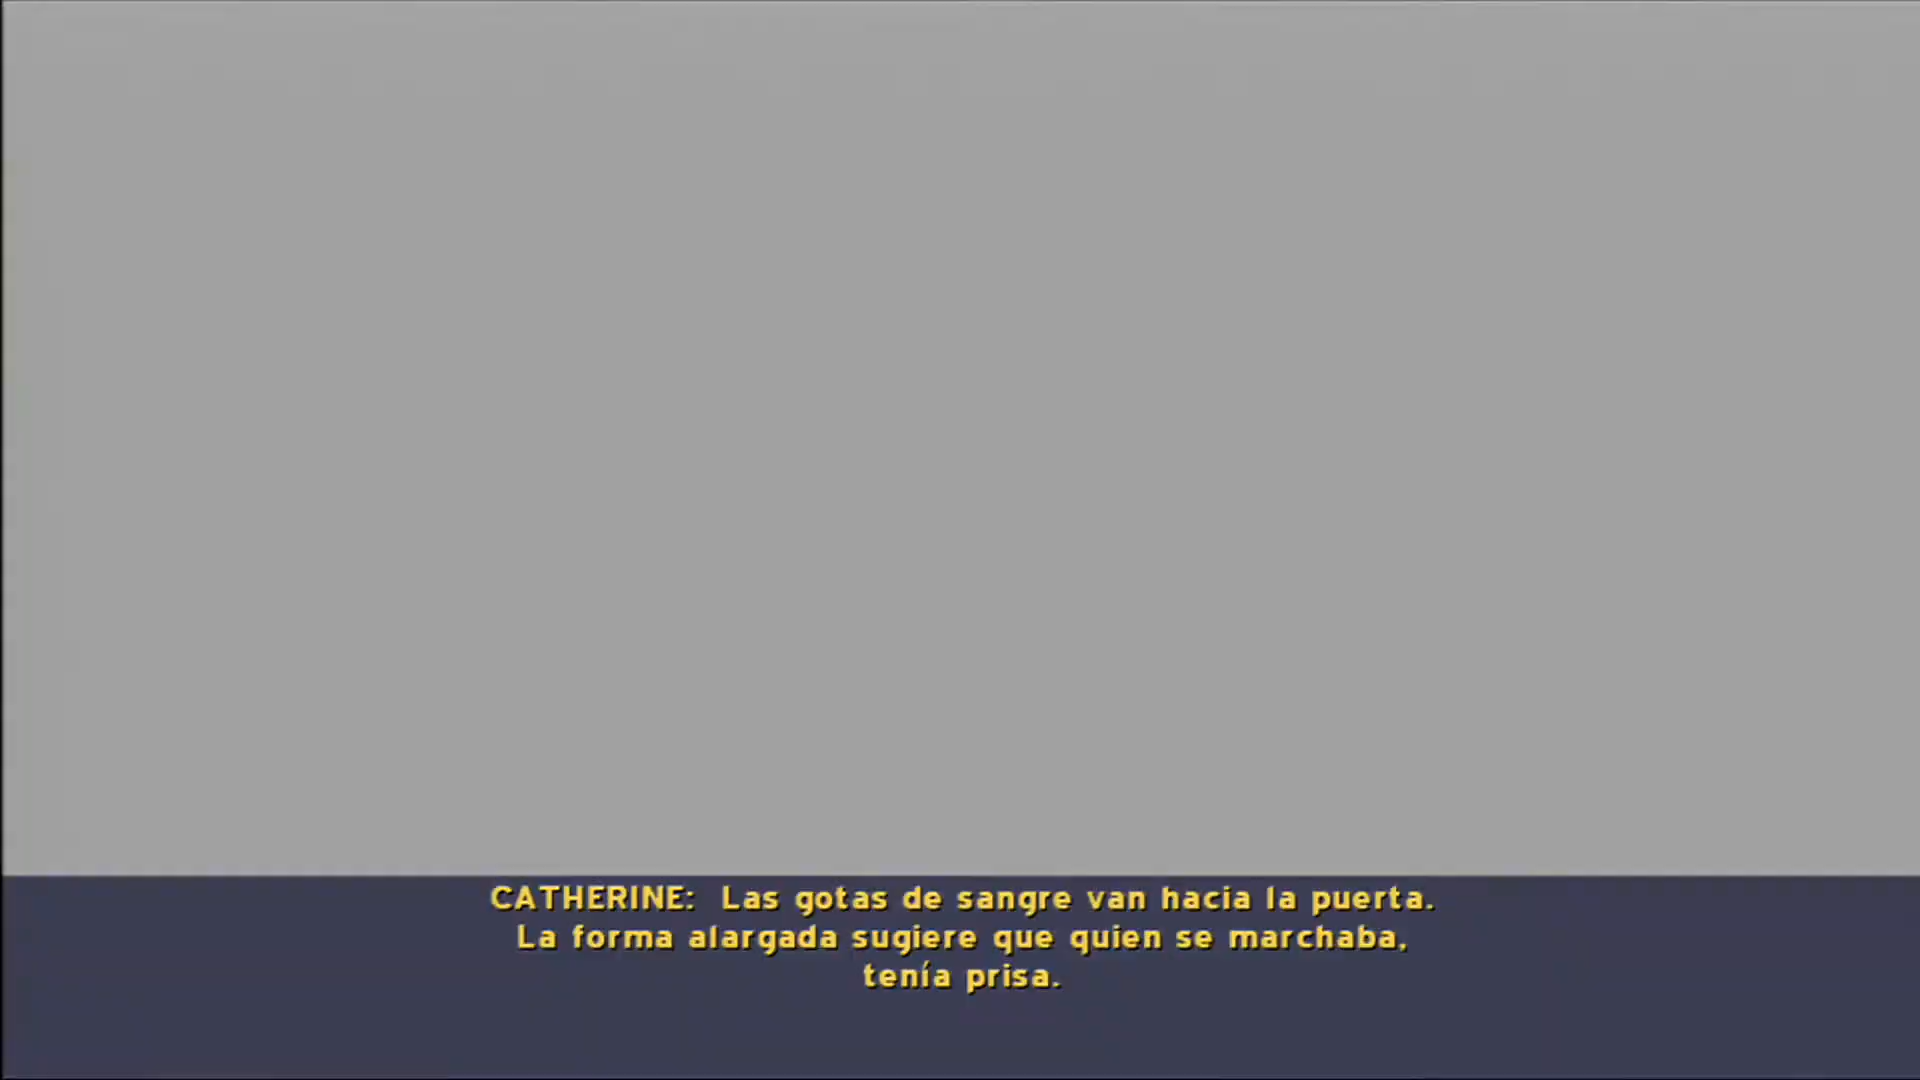 CATHERINE: Las gotas de sangre van hacia la puerta.
La forma alargada sugiere que quien se marchaba,
tenía prisa.